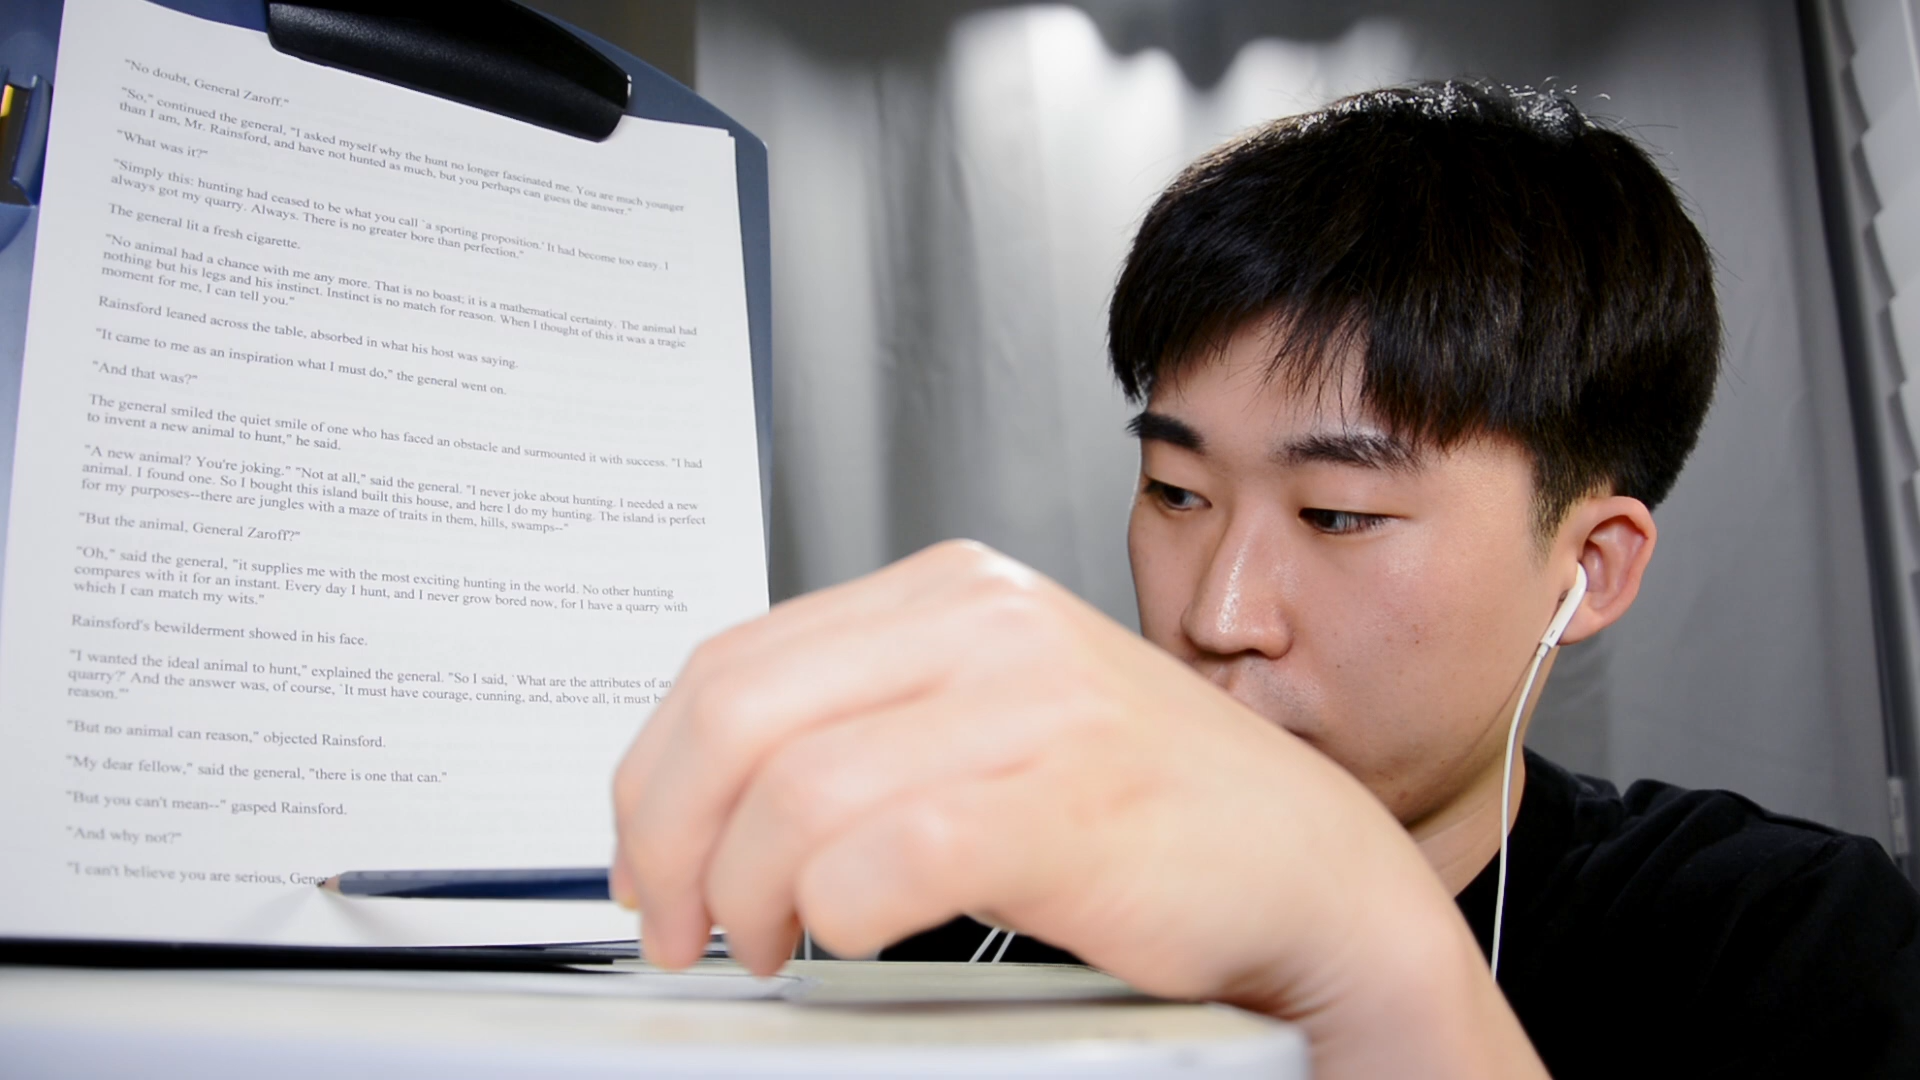 "No doubt, General Zaroff."
"So," continued the general, "I asked myself why the hunt no longer fascinated me. You are much younger
than I am, Mr. Rainsford, and have not hunted as much, but you perhaps can guess the answer."
"What was it?"
"Simply this: hunting had ceased to be what you call `a sporting proposition.' It had become too easy. I
always got my quarry. Always. There is no greater bore than perfection."
The general lit a fresh cigarette.
"No animal had a chance with me any more. That is no boast; it is a mathematical certainty. The animal had
nothing but his legs and his instinct. Instinct is no match for reason. When I thought of this it was a tragic
moment for me, I can tell you."
Rainsford leaned across the table, absorbed in what his host was saying.
"It came to me as an inspiration what I must do," the general went on.
"And that was?"
The general smiled the quiet smile of one who has faced an obstacle and surmounted it with success. "I had
to invent a new animal to hunt," he said.
"A new animal? You're joking." "Not at all," said the general. "I never joke about hunting. I needed a new
animal. I found one. So I bought this island built this house, and here I do my hunting. The island is perfect
for my purposes--there are jungles with a maze of traits in them, hills, swamps--"
"But the animal, General Zaroff?"
"Oh," said the general, "it supplies me with the most exciting hunting in the world. No other hunting
compares with it for an instant. Every day I hunt, and I never grow bored now, for I have a quarry with
which I can match my wits."
Rainsford's bewilderment showed in his face.
"I wanted the ideal animal to hunt," explained the general. "So I said, `What are the attributes of an
quarry?' And the answer was, of course, `It must have courage, cunning, and, above all, it must
reason.'"
"But no animal can reason," objected Rainsford.
"My dear fellow," said the general, "there is one that can."
"But you can't mean--" gasped Rainsford.
"And why not?"
"I can't believe you are serious,